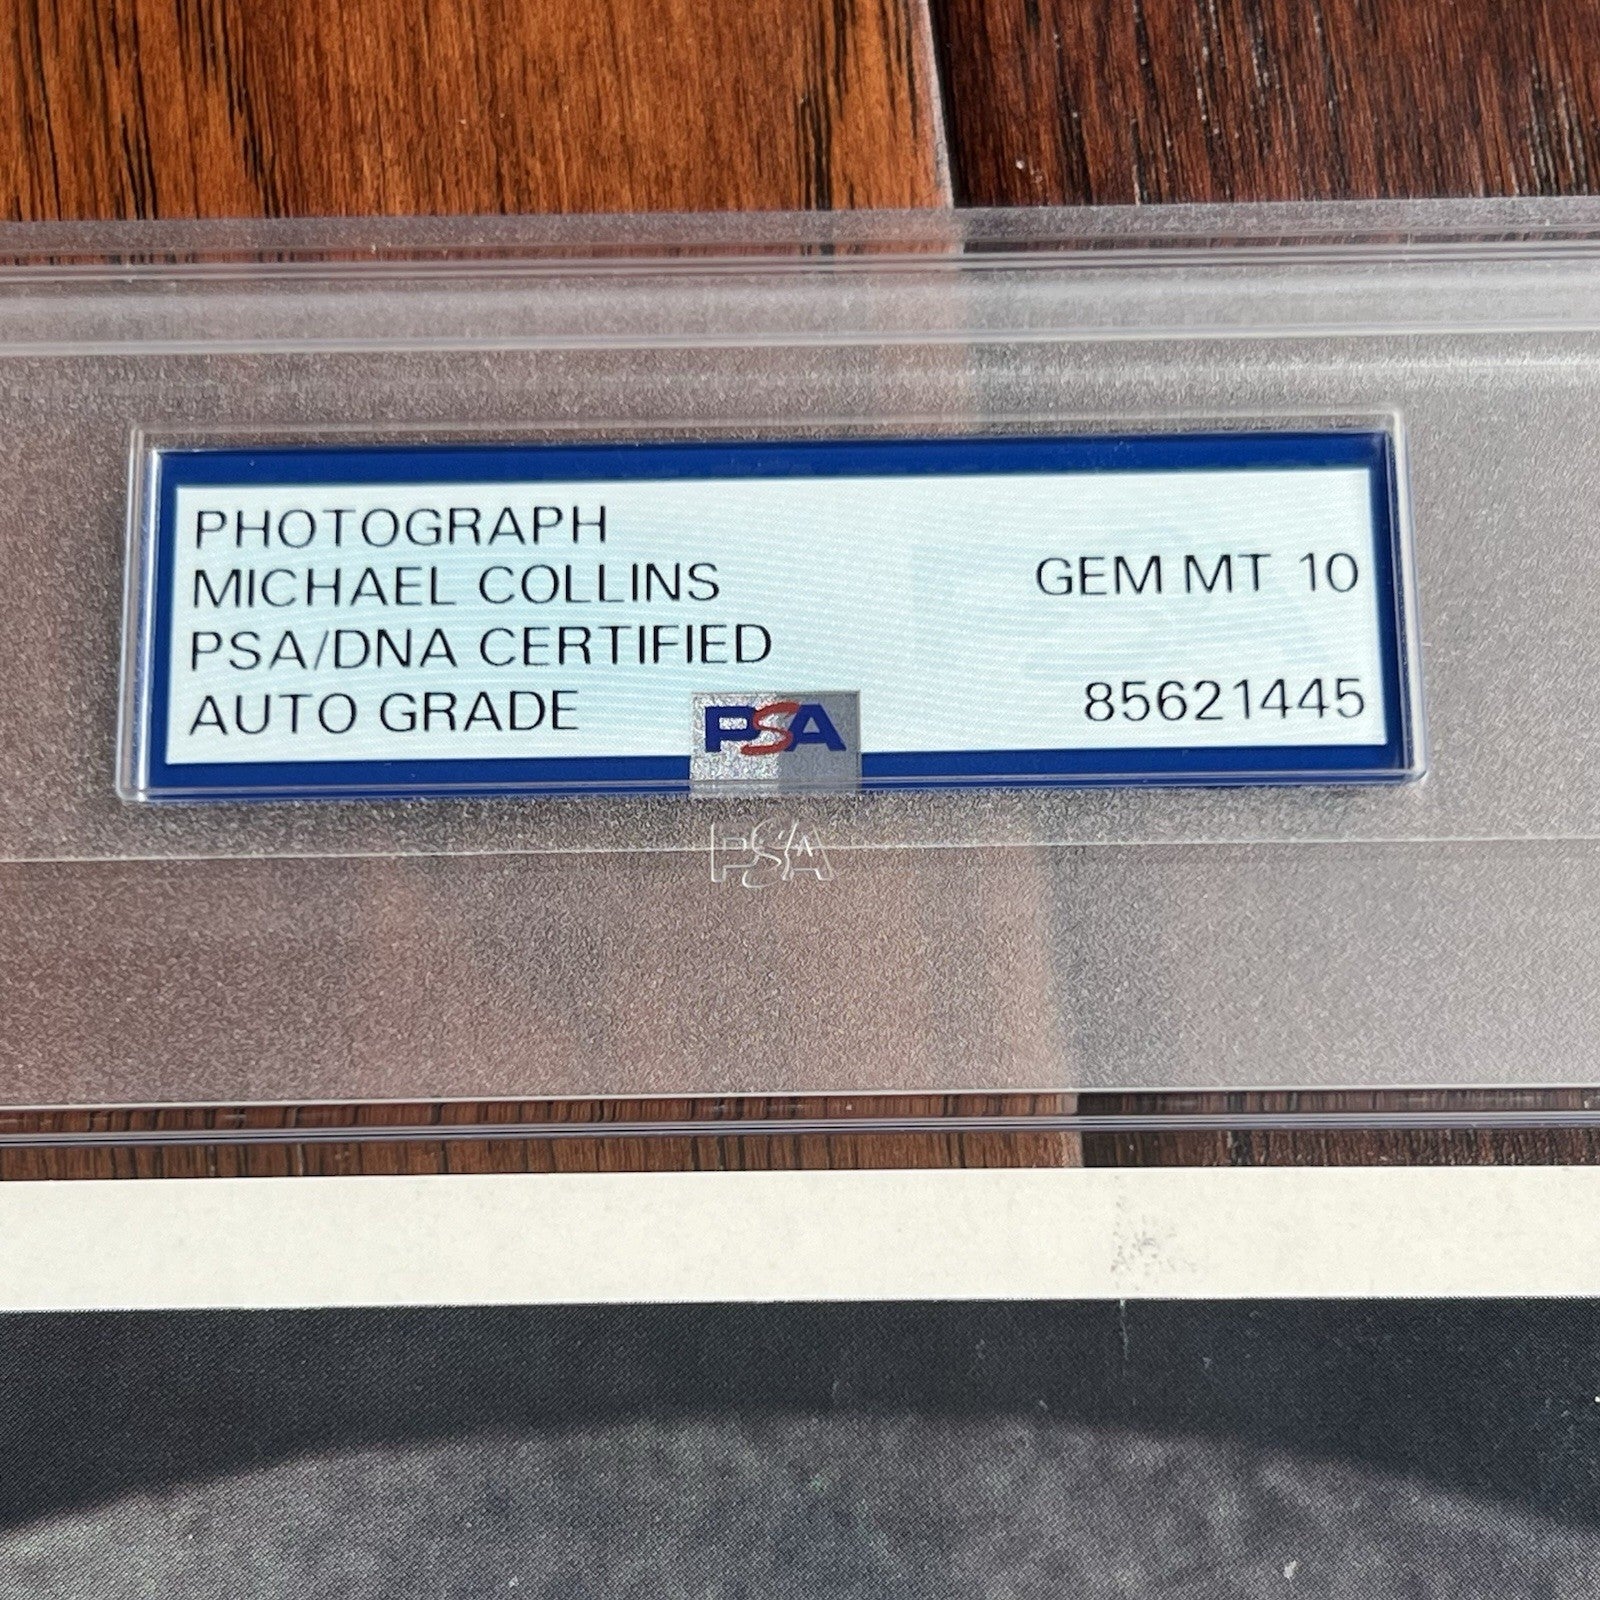 PHOTOGRAPH
MICHAEL COLLINS
GEM MT 10
PSA/DNA CERTIFIED
AUTO GRADE
85621445
PSA
PSA